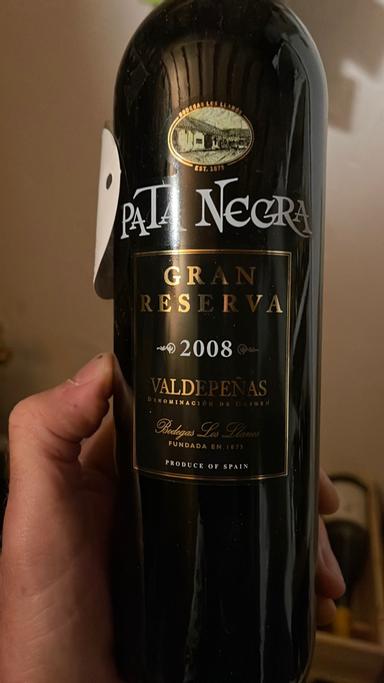 BODEGAS LOS LLANOS
EST. 1875
PATA NEGRA
GRAN
RESERVA
2008
VALDEPEÑAS
DENOMINACIÓN DE ORIGEN
Bodegas Los Llanos
FUNDADA EN 1875
PRODUCE OF SPAIN